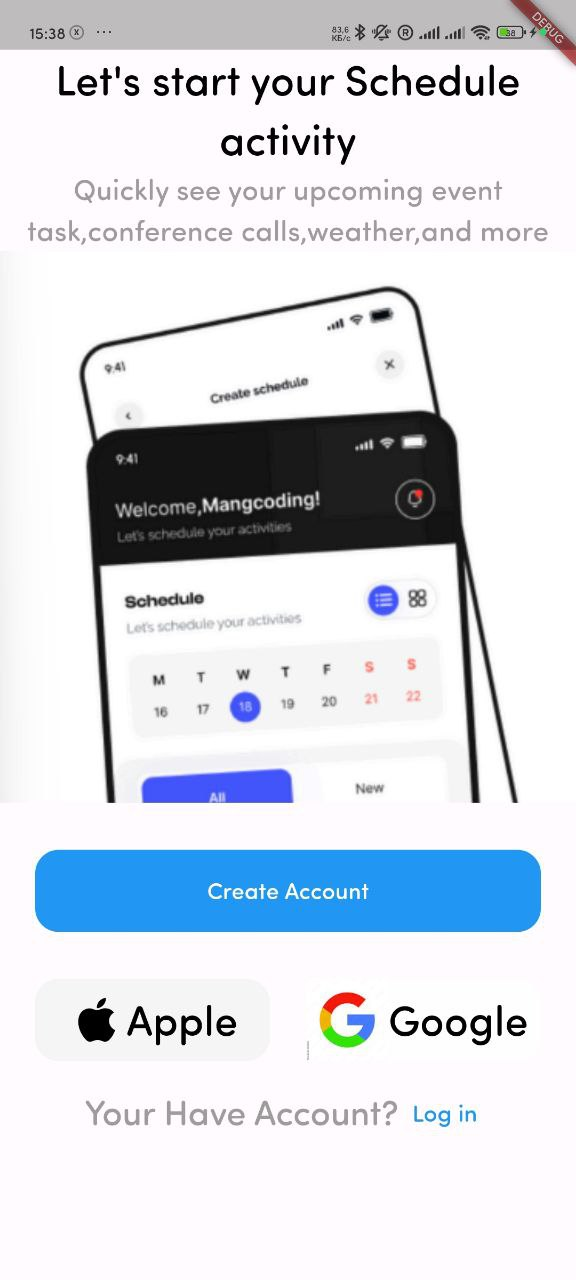 15:38
83,6
КБ/с
R
38
DEBUG
Let's start your Schedule
activity
Quickly see your upcoming event
task,conference calls,weather,and more
9:41
Create schedule
9:41
Welcome,Mangcoding!
Let's schedule your activities
Schedule
Let's schedule your activities
M T W T F S S
16 17 18 19 20 21 22
All New
Create Account
Apple Google
Your Have Account? Log in